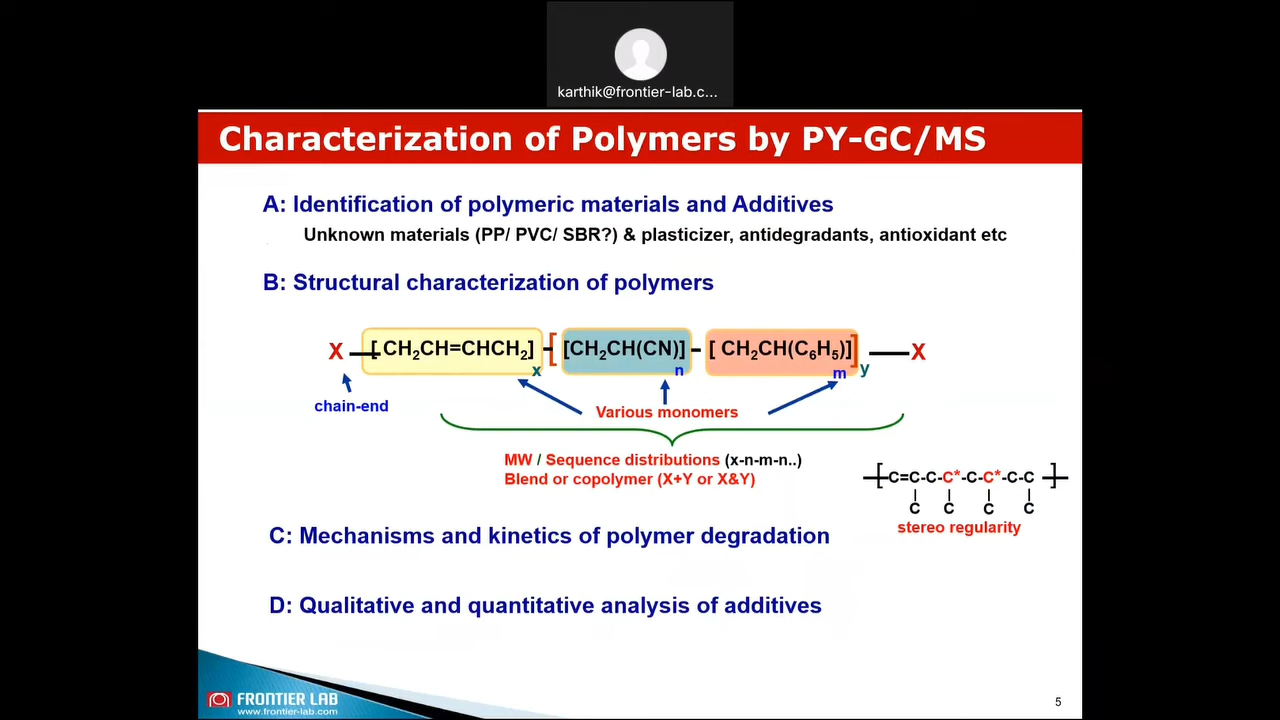 karthik@frontier-lab.c...
Characterization of Polymers by PY-GC/MS
A: Identification of polymeric materials and Additives
Unknown materials (PP/ PVC/ SBR?) & plasticizer, antidegradants, antioxidant etc
B: Structural characterization of polymers
X [CH₂CH=CHCH₂]x-[[CH₂CH(CN)]n-[ CH₂CH(C₆H₅)]m]y X
chain-end
Various monomers
MW / Sequence distributions (x-n-m-n..)
Blend or copolymer (X+Y or X&Y)
[C=C-C-C*-C-C*-C-C]
C C C C
stereo regularity
C: Mechanisms and kinetics of polymer degradation
D: Qualitative and quantitative analysis of additives
FRONTIER LAB
www.frontier-lab.com
5